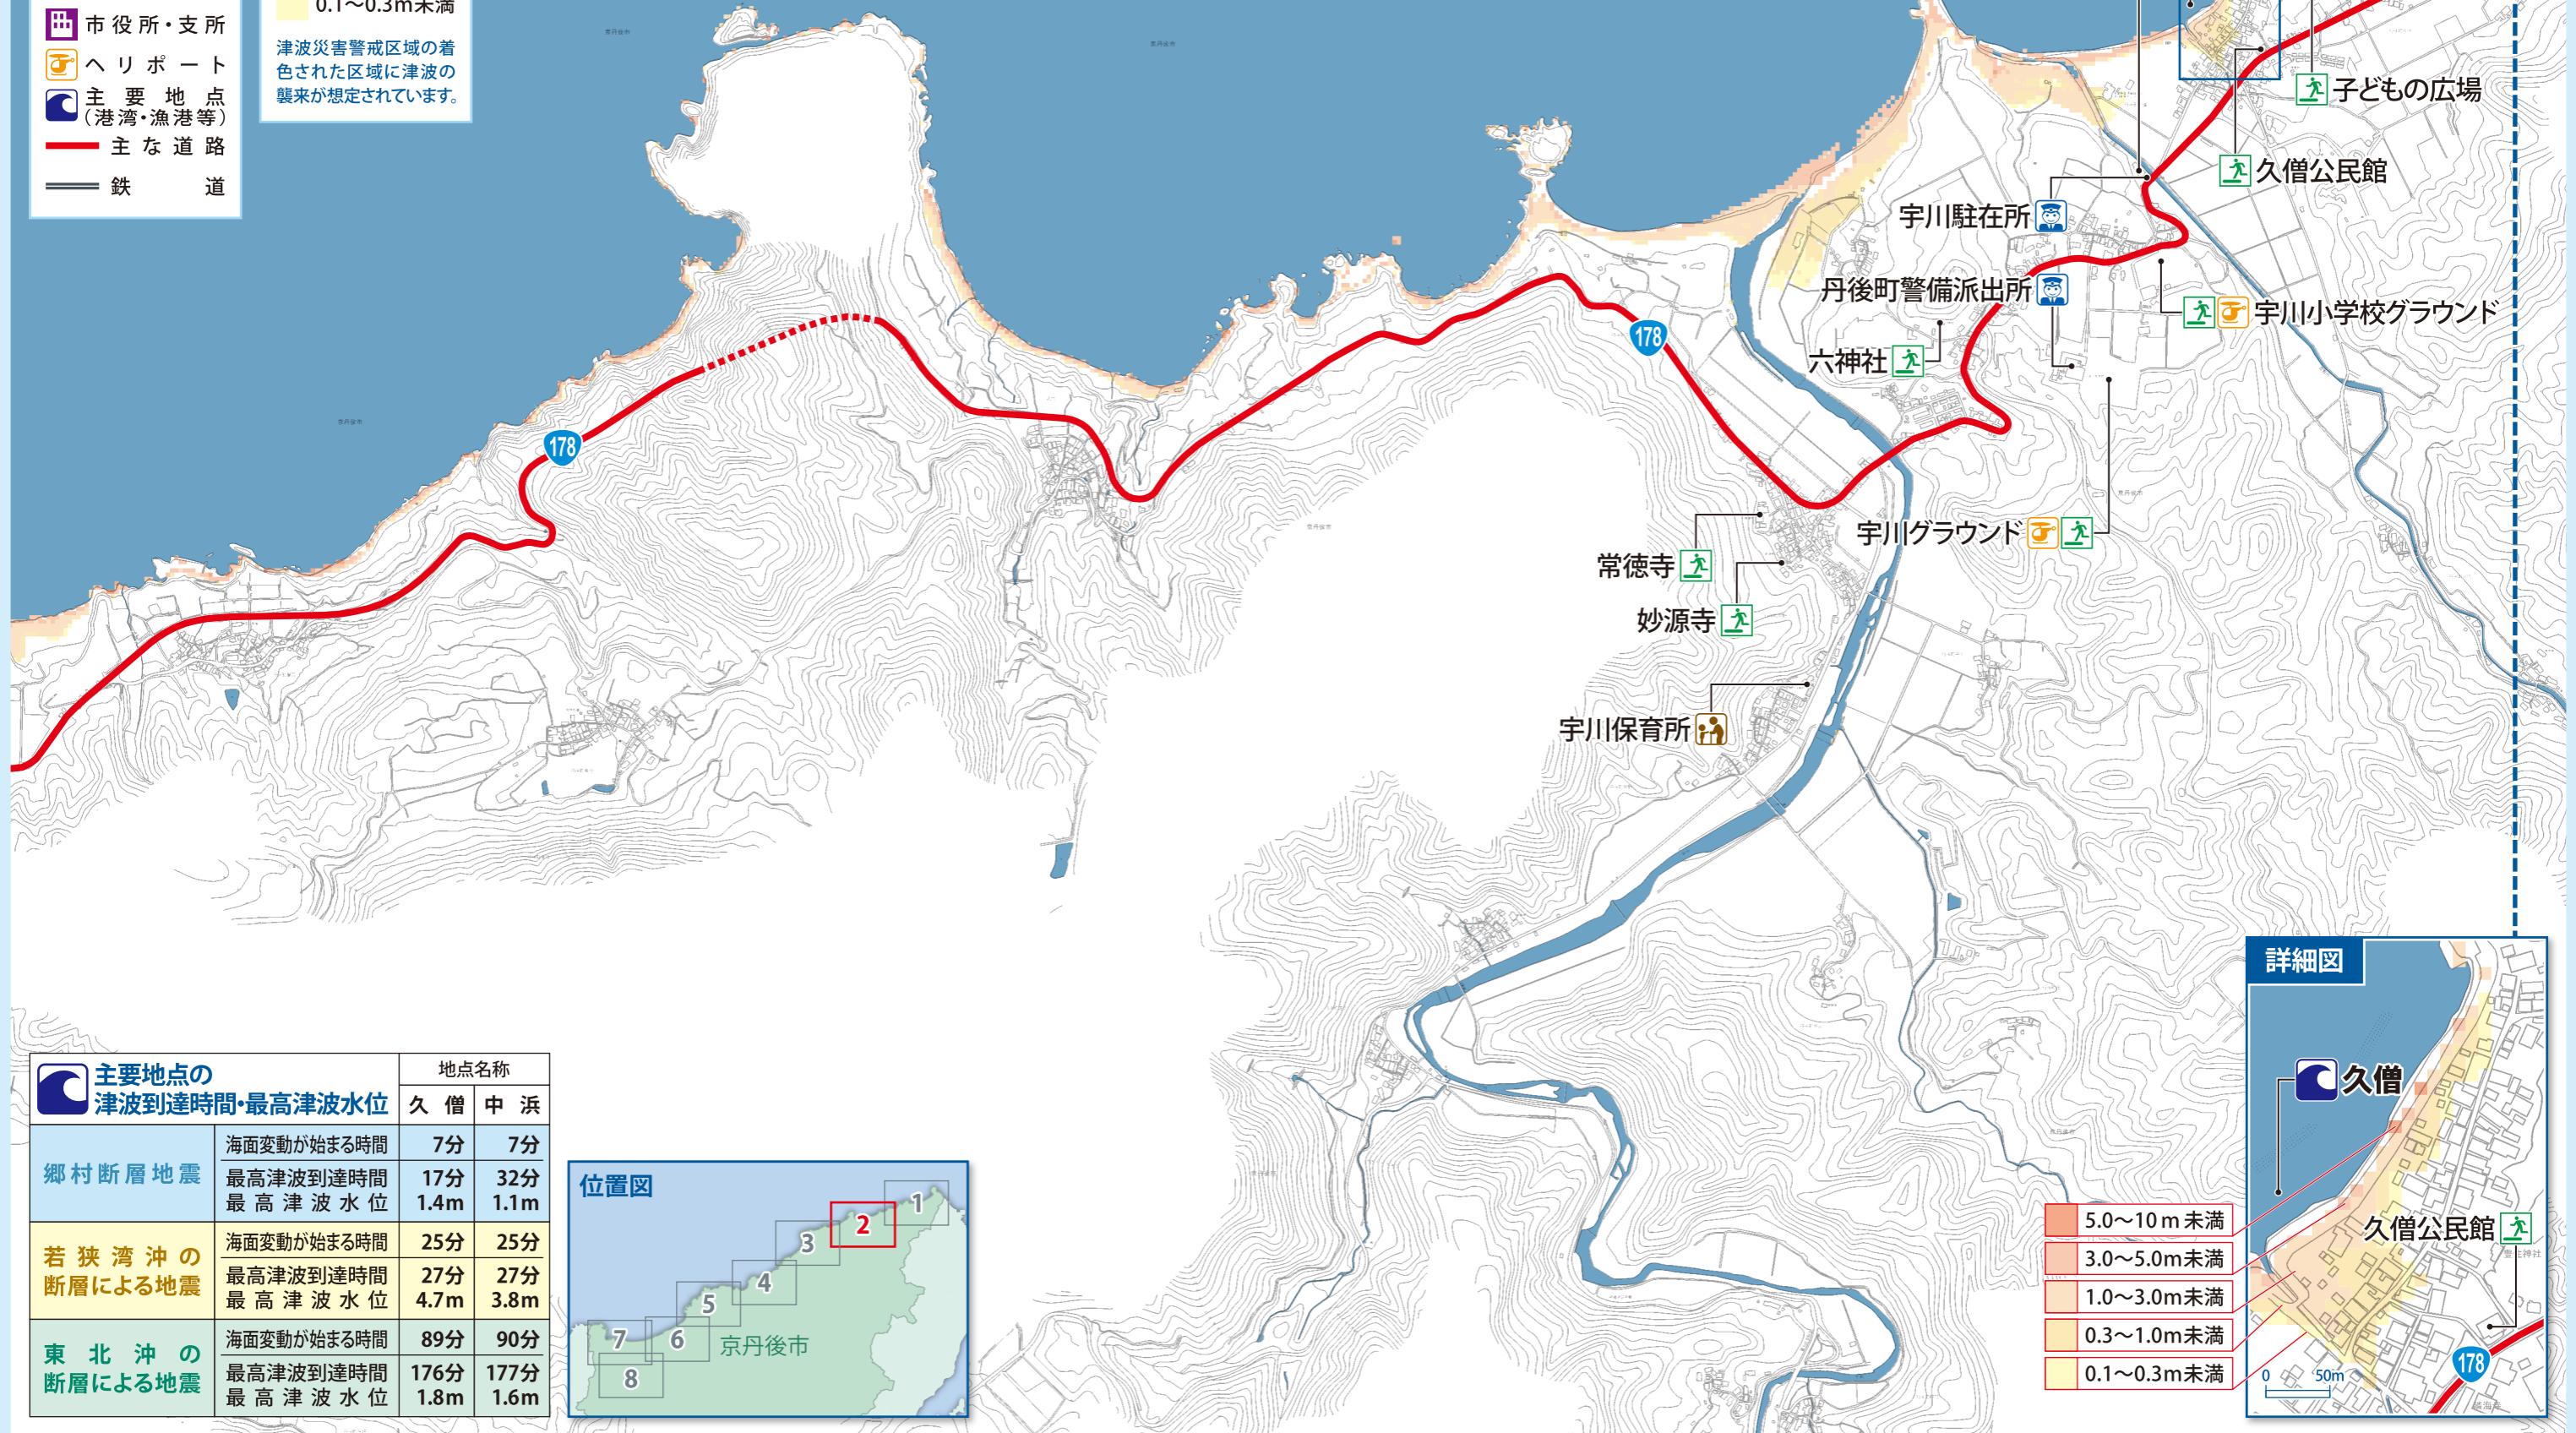 市役所・支所
ヘリポート
主要地点
（港湾・漁港等）
主な道路
鉄道
0.1〜0.3m未満
津波災害警戒区域の着
色された区域に津波の
襲来が想定されています。
子どもの広場
久僧公民館
宇川駐在所
丹後町警備派出所
宇川小学校グラウンド
178
六神社
178
宇川グラウンド
常徳寺
妙源寺
宇川保育所
主要地点の
津波到達時間・最高津波水位
地点名称
久僧 中浜
郷村断層地震
海面変動が始まる時間 7分 7分
最高津波到達時間 17分 32分
最高津波水位 1.4m 1.1m
若狭湾沖の
断層による地震
海面変動が始まる時間 25分 25分
最高津波到達時間 27分 27分
最高津波水位 4.7m 3.8m
東北沖の
断層による地震
海面変動が始まる時間 89分 90分
最高津波到達時間 176分 177分
最高津波水位 1.8m 1.6m
位置図
1
2
3
4
5
6
7
8
京丹後市
詳細図
久僧
久僧公民館
178
0 50m
5.0〜10m未満
3.0〜5.0m未満
1.0〜3.0m未満
0.3〜1.0m未満
0.1〜0.3m未満